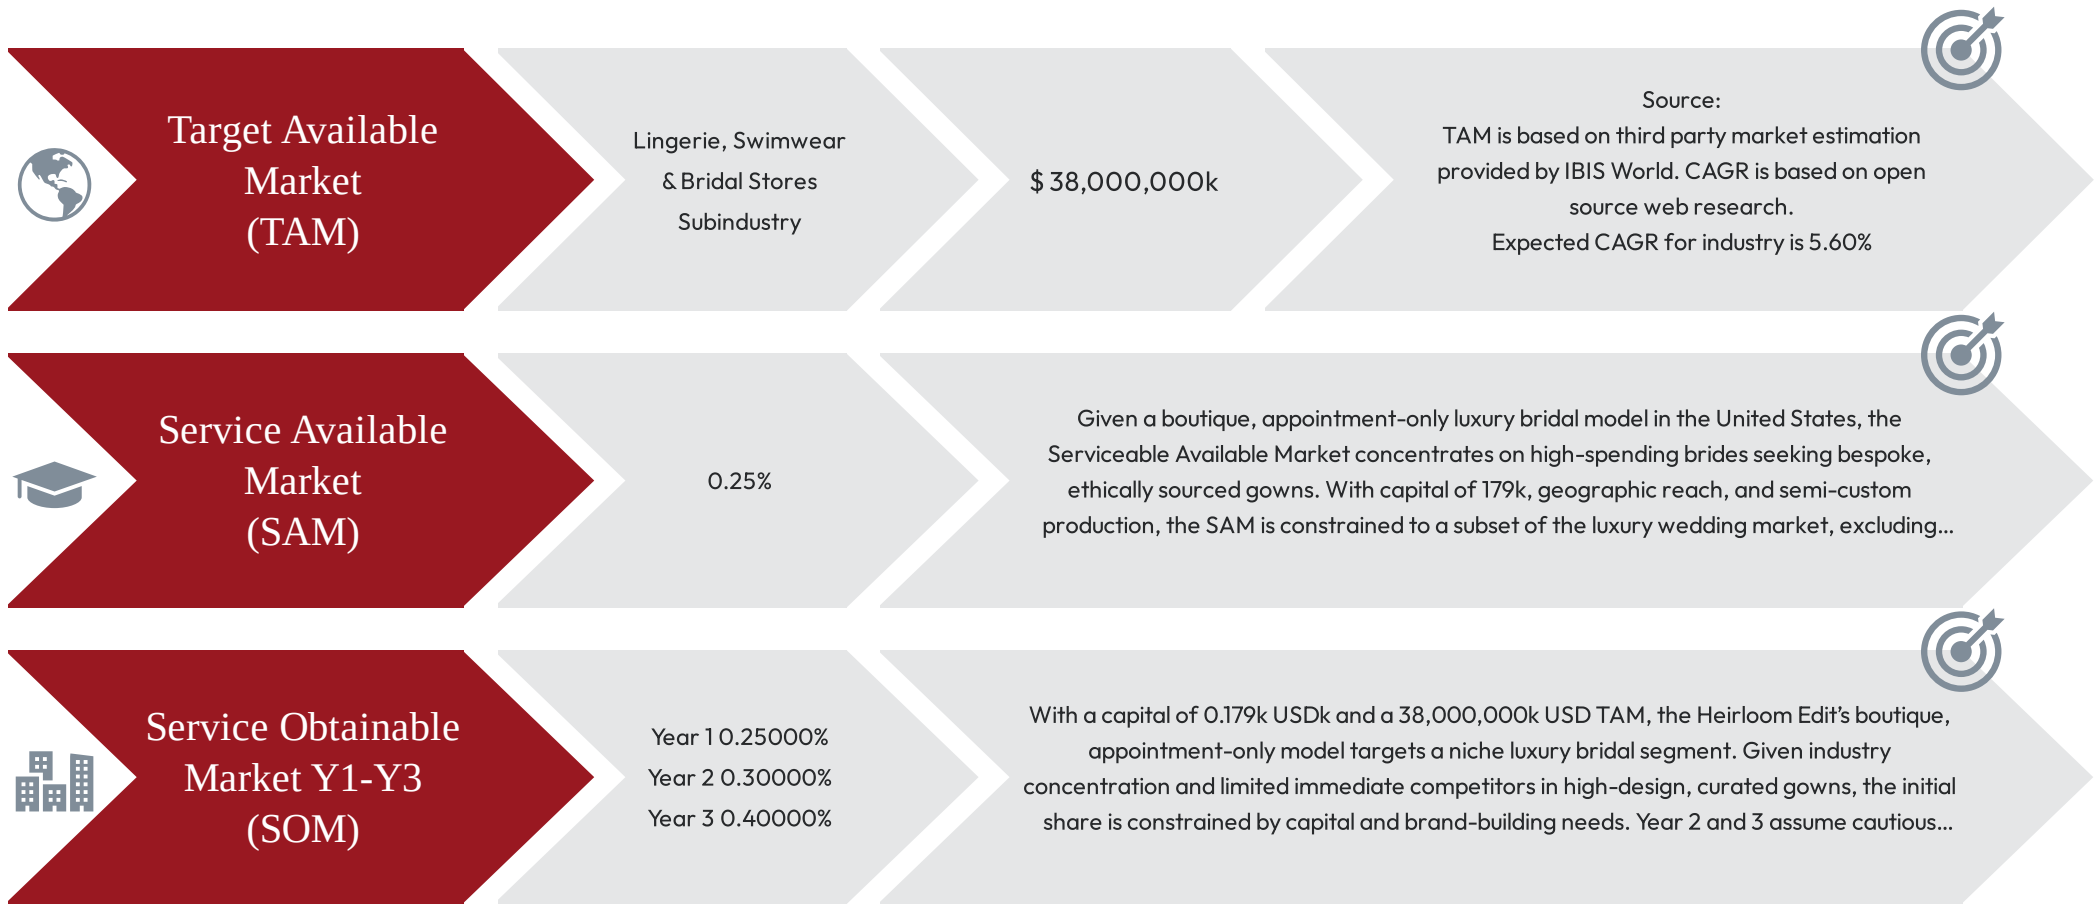 Target Available
Market
(TAM)
Lingerie, Swimwear
& Bridal Stores
Subindustry
$ 38,000,000k
Source:
TAM is based on third party market estimation
provided by IBIS World. CAGR is based on open
source web research.
Expected CAGR for industry is 5.60%
Service Available
Market
(SAM)
0.25%
Given a boutique, appointment-only luxury bridal model in the United States, the
Serviceable Available Market concentrates on high-spending brides seeking bespoke,
ethically sourced gowns. With capital of 179k, geographic reach, and semi-custom
production, the SAM is constrained to a subset of the luxury wedding market, excluding...
Service Obtainable
Market Y1-Y3
(SOM)
Year 1 0.25000%
Year 2 0.30000%
Year 3 0.40000%
With a capital of 0.179k USDk and a 38,000,000k USD TAM, the Heirloom Edit’s boutique,
appointment-only model targets a niche luxury bridal segment. Given industry
concentration and limited immediate competitors in high-design, curated gowns, the initial
share is constrained by capital and brand-building needs. Year 2 and 3 assume cautious...